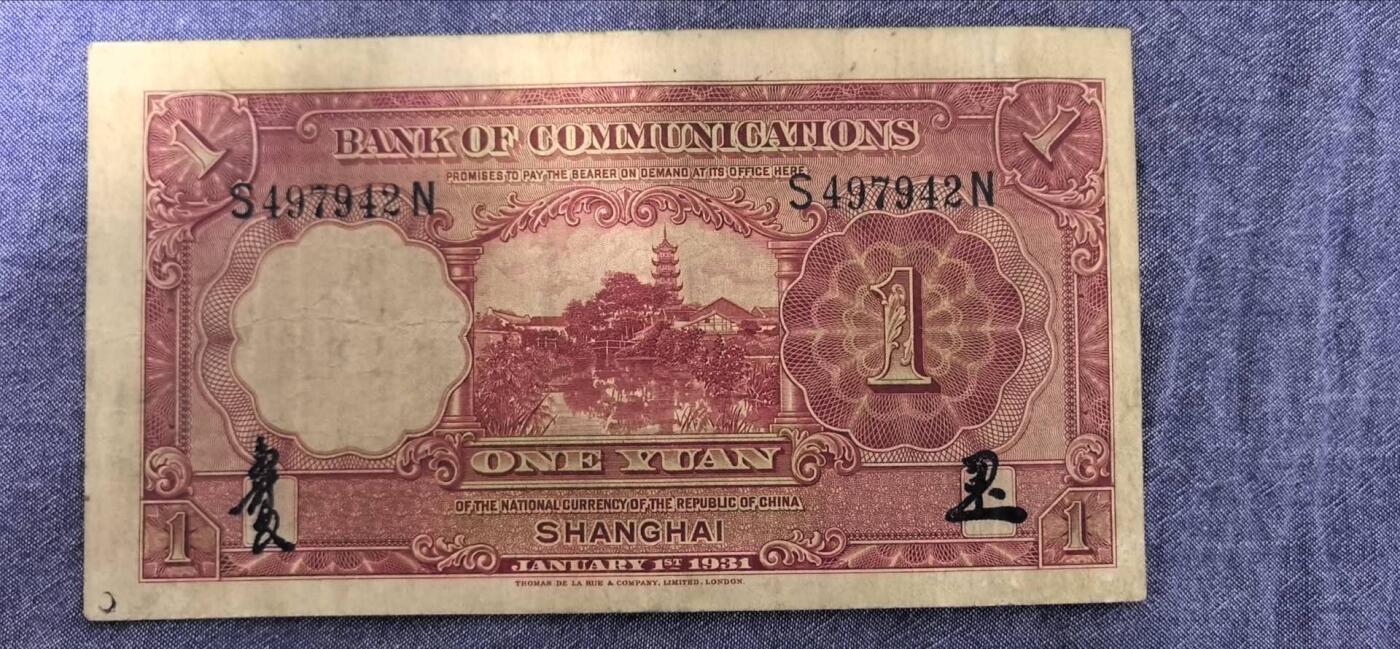 1 1
BANK OF COMMUNICATIONS
PROMISES TO PAY THE BEARER ON DEMAND AT ITS OFFICE HERE
S497942N S497942N
1
ONE YUAN
OF THE NATIONAL CURRENCY OF THE REPUBLIC OF CHINA
SHANGHAI
1 1
JANUARY 1ST 1931
THOMAS DE LA RUE & COMPANY, LIMITED, LONDON.